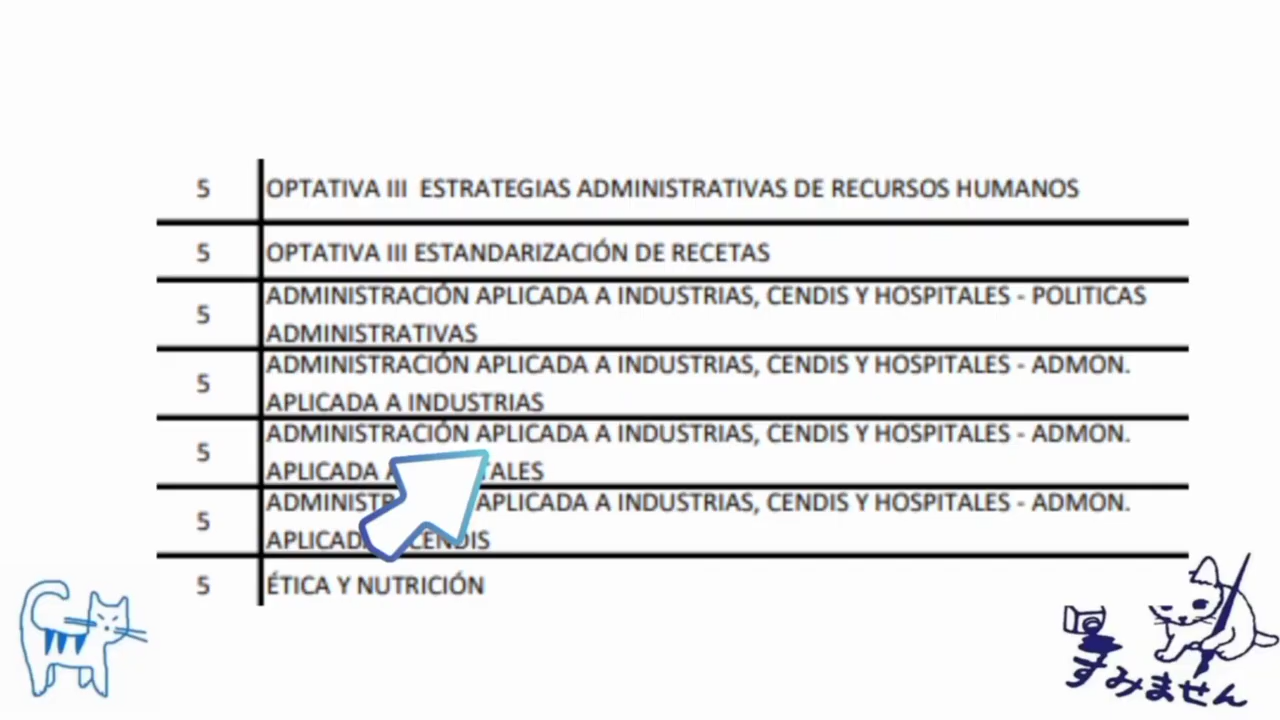 5 OPTATIVA III ESTRATEGIAS ADMINISTRATIVAS DE RECURSOS HUMANOS
5 OPTATIVA III ESTANDARIZACIÓN DE RECETAS
5 ADMINISTRACIÓN APLICADA A INDUSTRIAS, CENDIS Y HOSPITALES - POLITICAS
ADMINISTRATIVAS
5 ADMINISTRACIÓN APLICADA A INDUSTRIAS, CENDIS Y HOSPITALES - ADMON.
APLICADA A INDUSTRIAS
5 ADMINISTRACIÓN APLICADA A INDUSTRIAS, CENDIS Y HOSPITALES - ADMON.
APLICADA
5 APLICADA A INDUSTRIAS, CENDIS Y HOSPITALES - ADMON.
CENDIS
5 ÉTICA Y NUTRICIÓN
すみません